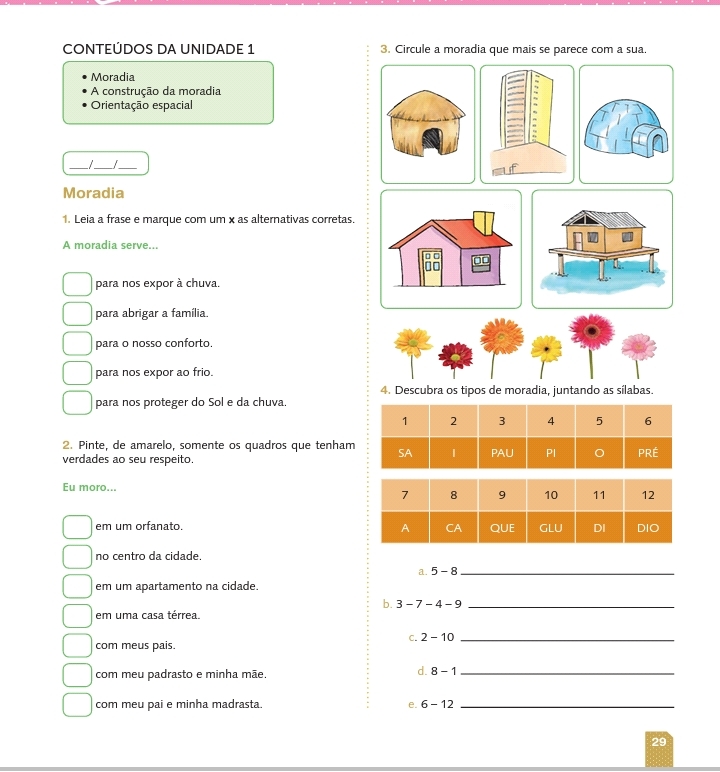 CONTEÚDOS DA UNIDADE 1
• Moradia
• A construção da moradia
• Orientação espacial
___/___/___
Moradia
1. Leia a frase e marque com um x as alternativas corretas.
A moradia serve...
para nos expor à chuva.
para abrigar a família.
para o nosso conforto.
para nos expor ao frio.
para nos proteger do Sol e da chuva.
2. Pinte, de amarelo, somente os quadros que tenham
verdades ao seu respeito.
Eu moro...
em um orfanato.
no centro da cidade.
em um apartamento na cidade.
em uma casa térrea.
com meus pais.
com meu padrasto e minha mãe.
com meu pai e minha madrasta.
3. Circule a moradia que mais se parece com a sua.
4. Descubra os tipos de moradia, juntando as sílabas.
1 2 3 4 5 6
SA I PAU PI O PRÉ
7 8 9 10 11 12
A CA QUE GLU DI DIO
a. 5 – 8
b. 3 – 7 – 4 – 9
c. 2 – 10
d. 8 – 1
e. 6 – 12
29